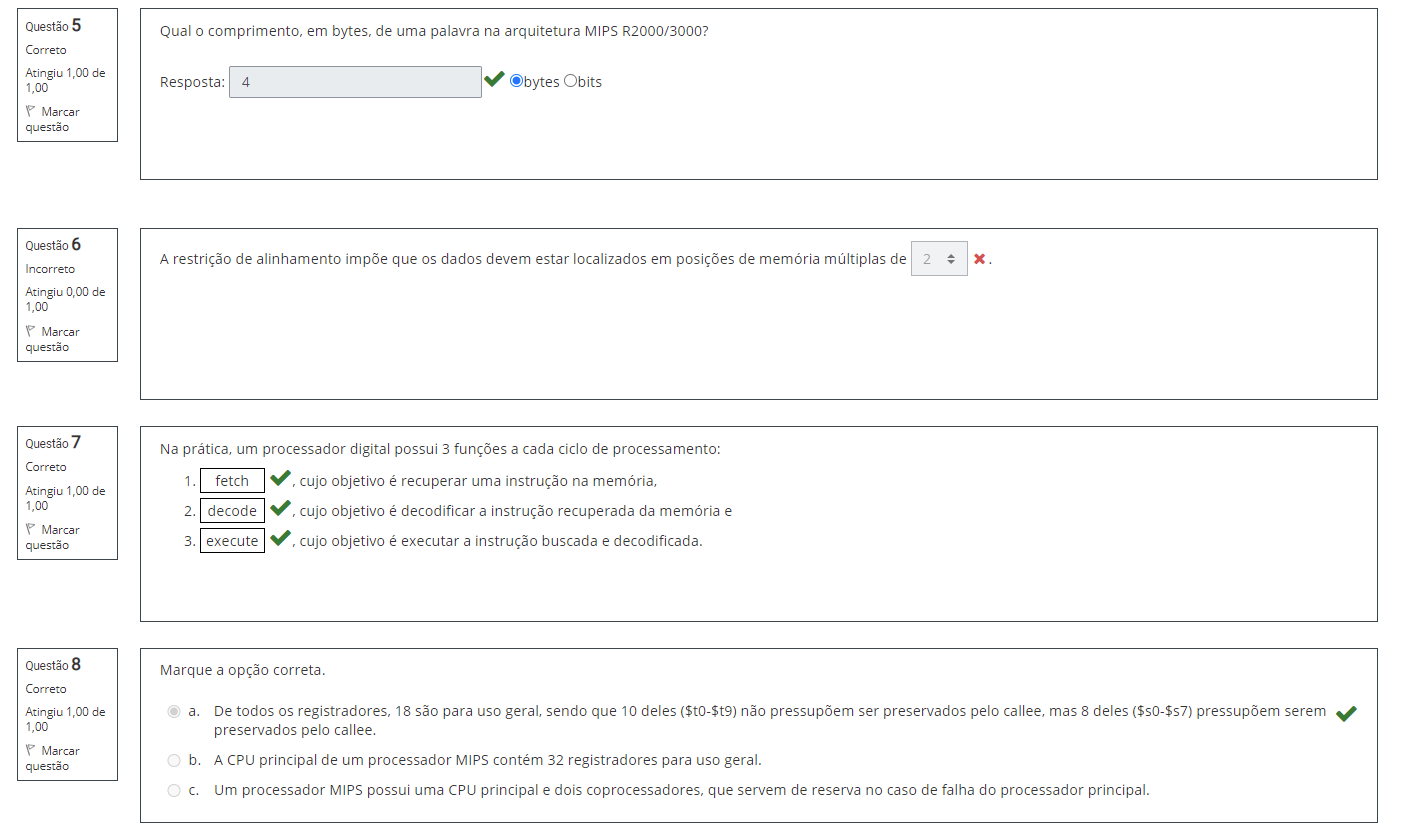 Questão 5
Correto
Atingiu 1,00 de
1,00
Marcar
questão
Qual o comprimento, em bytes, de uma palavra na arquitetura MIPS R2000/3000?
Resposta: 4 bytes bits
Questão 6
Incorreto
Atingiu 0,00 de
1,00
Marcar
questão
A restrição de alinhamento impõe que os dados devem estar localizados em posições de memória múltiplas de 2 .
Questão 7
Correto
Atingiu 1,00 de
1,00
Marcar
questão
Na prática, um processador digital possui 3 funções a cada ciclo de processamento:
1. fetch , cujo objetivo é recuperar uma instrução na memória,
2. decode , cujo objetivo é decodificar a instrução recuperada da memória e
3. execute , cujo objetivo é executar a instrução buscada e decodificada.
Questão 8
Correto
Atingiu 1,00 de
1,00
Marcar
questão
Marque a opção correta.
a. De todos os registradores, 18 são para uso geral, sendo que 10 deles ($t0-$t9) não pressupõem ser preservados pelo callee, mas 8 deles ($s0-$s7) pressupõem serem
preservados pelo callee.
b. A CPU principal de um processador MIPS contém 32 registradores para uso geral.
c. Um processador MIPS possui uma CPU principal e dois coprocessadores, que servem de reserva no caso de falha do processador principal.